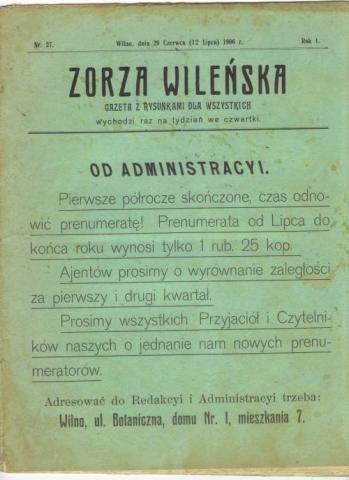 Nr. 27. Wilno, dnia 29 Czerwca (12 Lipca) 1906 r. Rok I.
ZORZA WILEŃSKA
GAZETA Z RYSUNKAMI DLA WSZYSTKICH
Wychodzi raz na tydzień we czwartki.
OD ADMINISTRACYI.
Pierwsze półrocze skończone, czas odno-
wić prenumeratę! Prenumerata od Lipca do
końca roku wynosi tylko 1 rub. 25 kop.
Ajentów prosimy o wyrównanie zaległości
za pierwszy i drugi kwartał.
Prosimy wszystkich Przyjaciół i Czytelni-
ków naszych o jednanie nam nowych prenu-
meratorów.
Adresować do Redakcyi i Administracyi trzeba:
Wilno, ul. Botaniczna, domu Nr. 1, mieszkania 7.